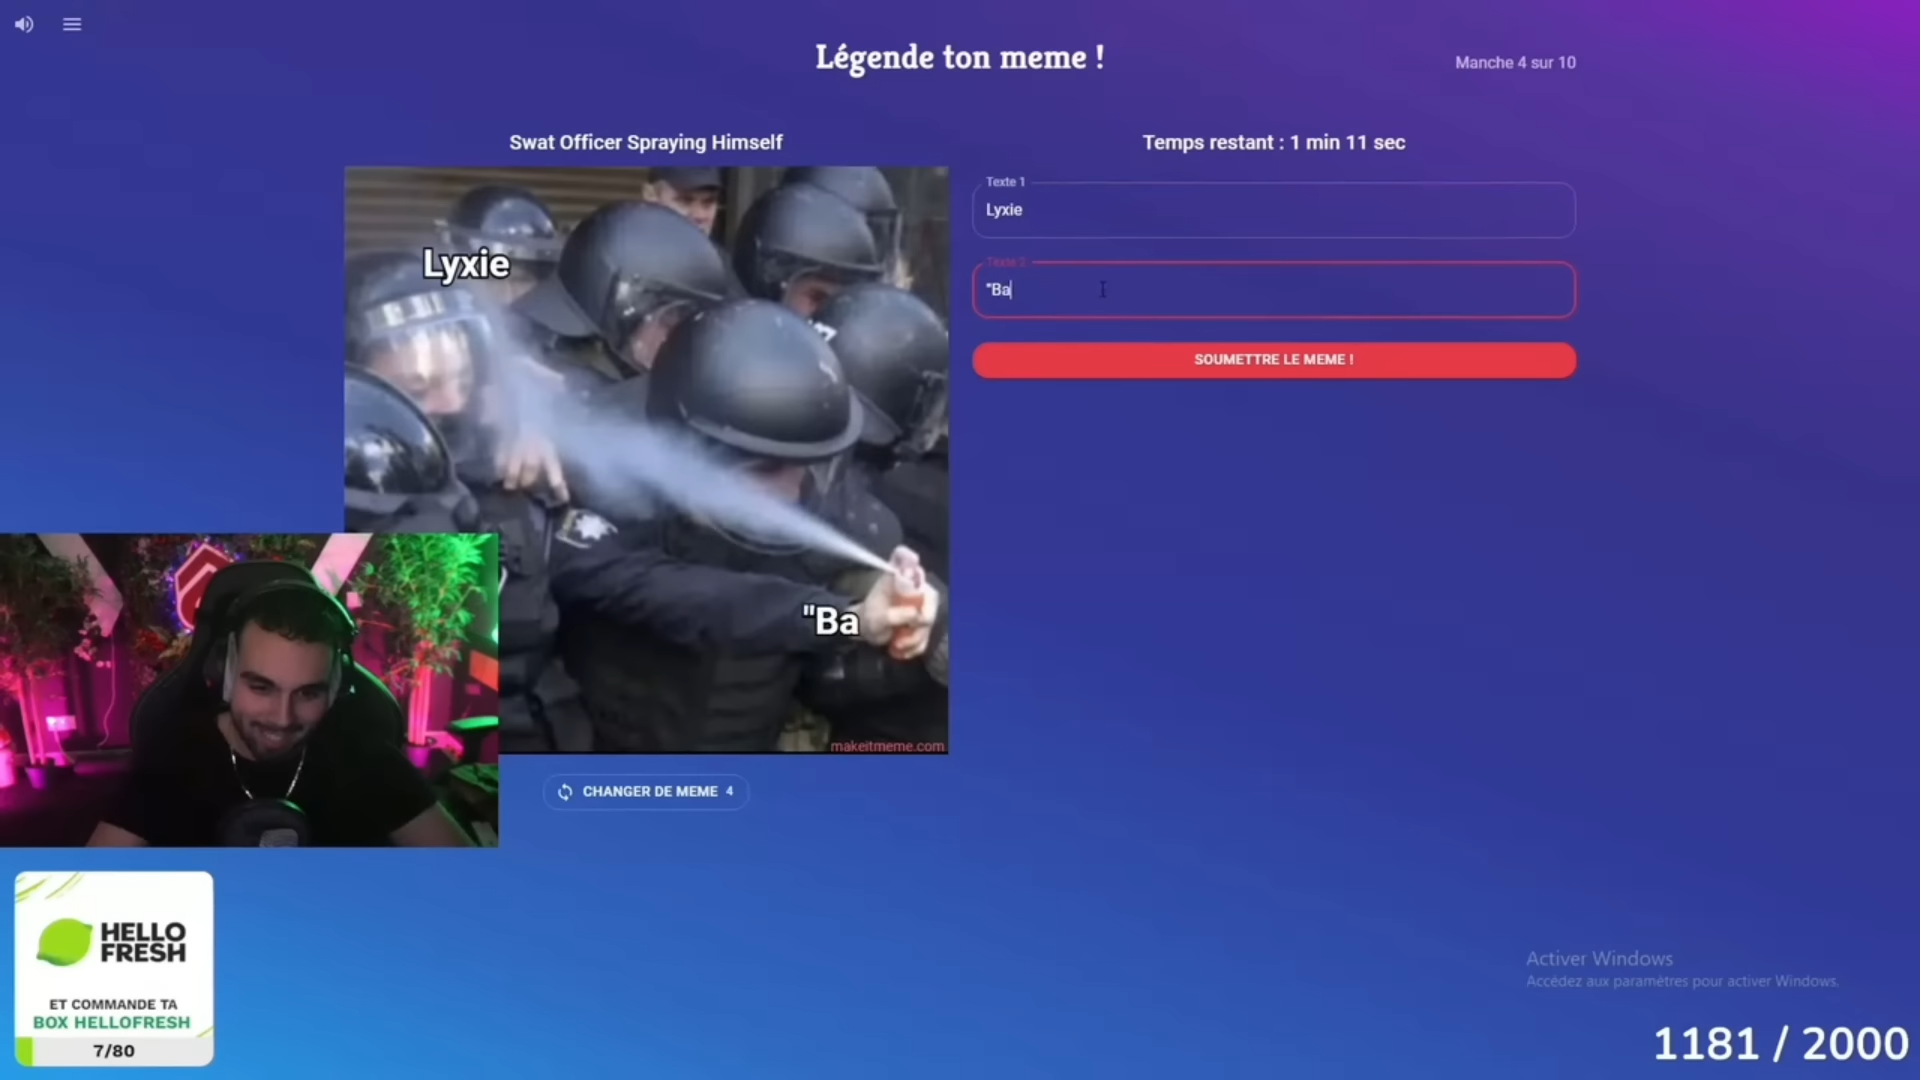 Légende ton meme !
Manche 4 sur 10
Swat Officer Spraying Himself
Temps restant : 1 min 11 sec
Texte 1
Lyxie
Texte 2
"Ba
SOUMETTRE LE MEME !
Lyxie
"Ba
makeitmeme.com
CHANGER DE MEME 4
HELLO
FRESH
ET COMMANDE TA
BOX HELLOFRESH
7/80
Activer Windows
Accédez aux paramètres pour activer Windows.
1181 / 2000